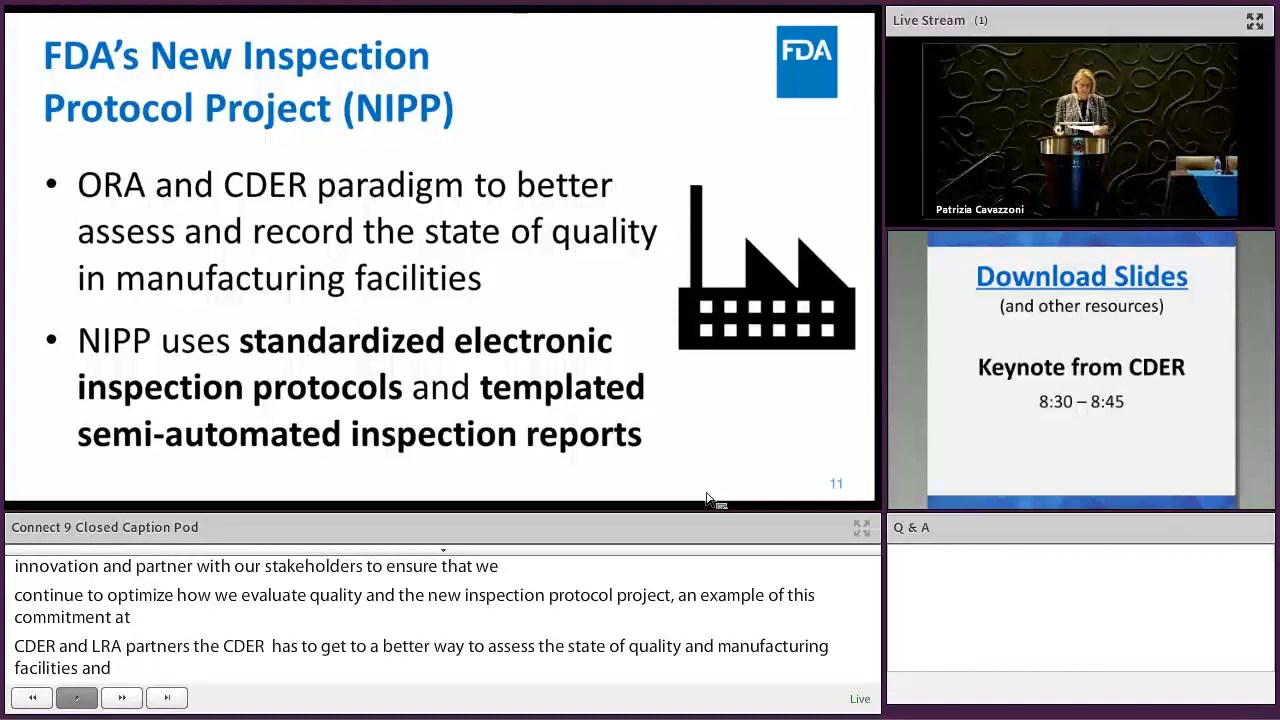 FDA's New Inspection
Protocol Project (NIPP)
FDA
• ORA and CDER paradigm to better
assess and record the state of quality
in manufacturing facilities
• NIPP uses standardized electronic
inspection protocols and templated
semi-automated inspection reports
11
Live Stream (1)
Patrizia Cavazzoni
Download Slides
(and other resources)
Keynote from CDER
8:30 – 8:45
Connect 9 Closed Caption Pod
innovation and partner with our stakeholders to ensure that we
continue to optimize how we evaluate quality and the new inspection protocol project, an example of this
commitment at
CDER and LRA partners the CDER has to get to a better way to assess the state of quality and manufacturing
facilities and
Live
Q & A